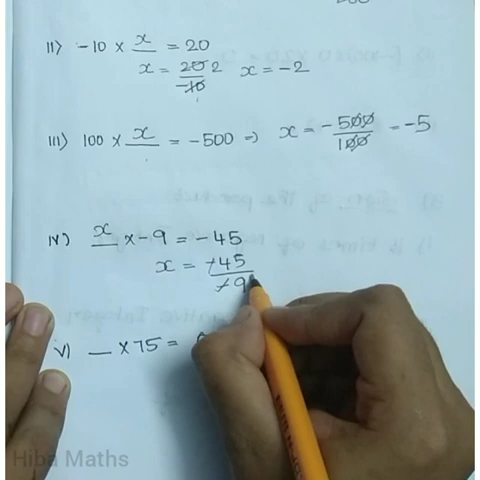 II) -10 × x = 20
x = 20 2 x = -2
-10 1
III) 100 × x = -500 ⇒ x = -500 = -5
100
IV) x × -9 = -45
x = -45
-9
V) __ × 75 =
Hiba Maths